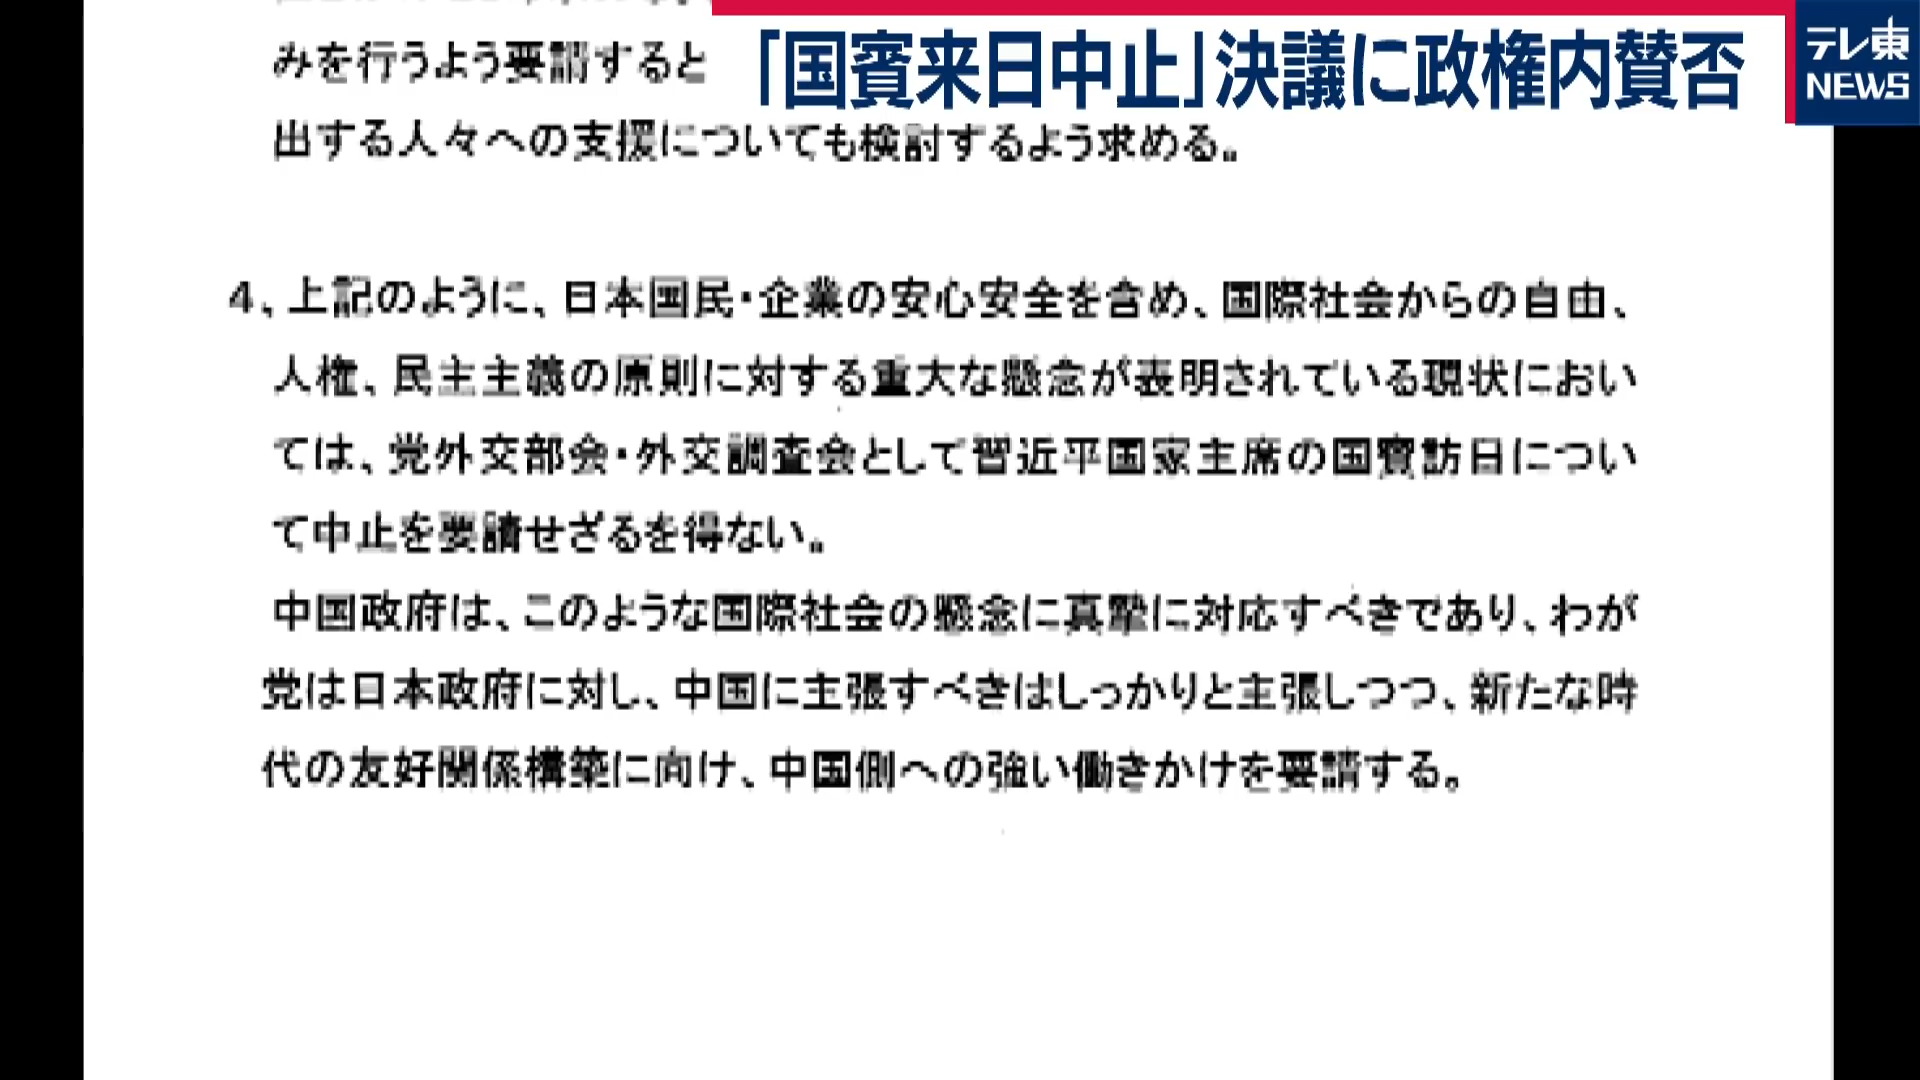 「国賓来日中止」決議に政権内賛否
テレ東
NEWS
みを行うよう要請すると
出する人々への支援についても検討するよう求める。
４、上記のように、日本国民・企業の安心安全を含め、国際社会からの自由、
人権、民主主義の原則に対する重大な懸念が表明されている現状におい
ては、党外交部会・外交調査会として習近平国家主席の国賓訪日につい
て中止を要請せざるを得ない。
中国政府は、このような国際社会の懸念に真摯に対応すべきであり、わが
党は日本政府に対し、中国に主張すべきはしっかりと主張しつつ、新たな時
代の友好関係構築に向け、中国側への強い働きかけを要請する。